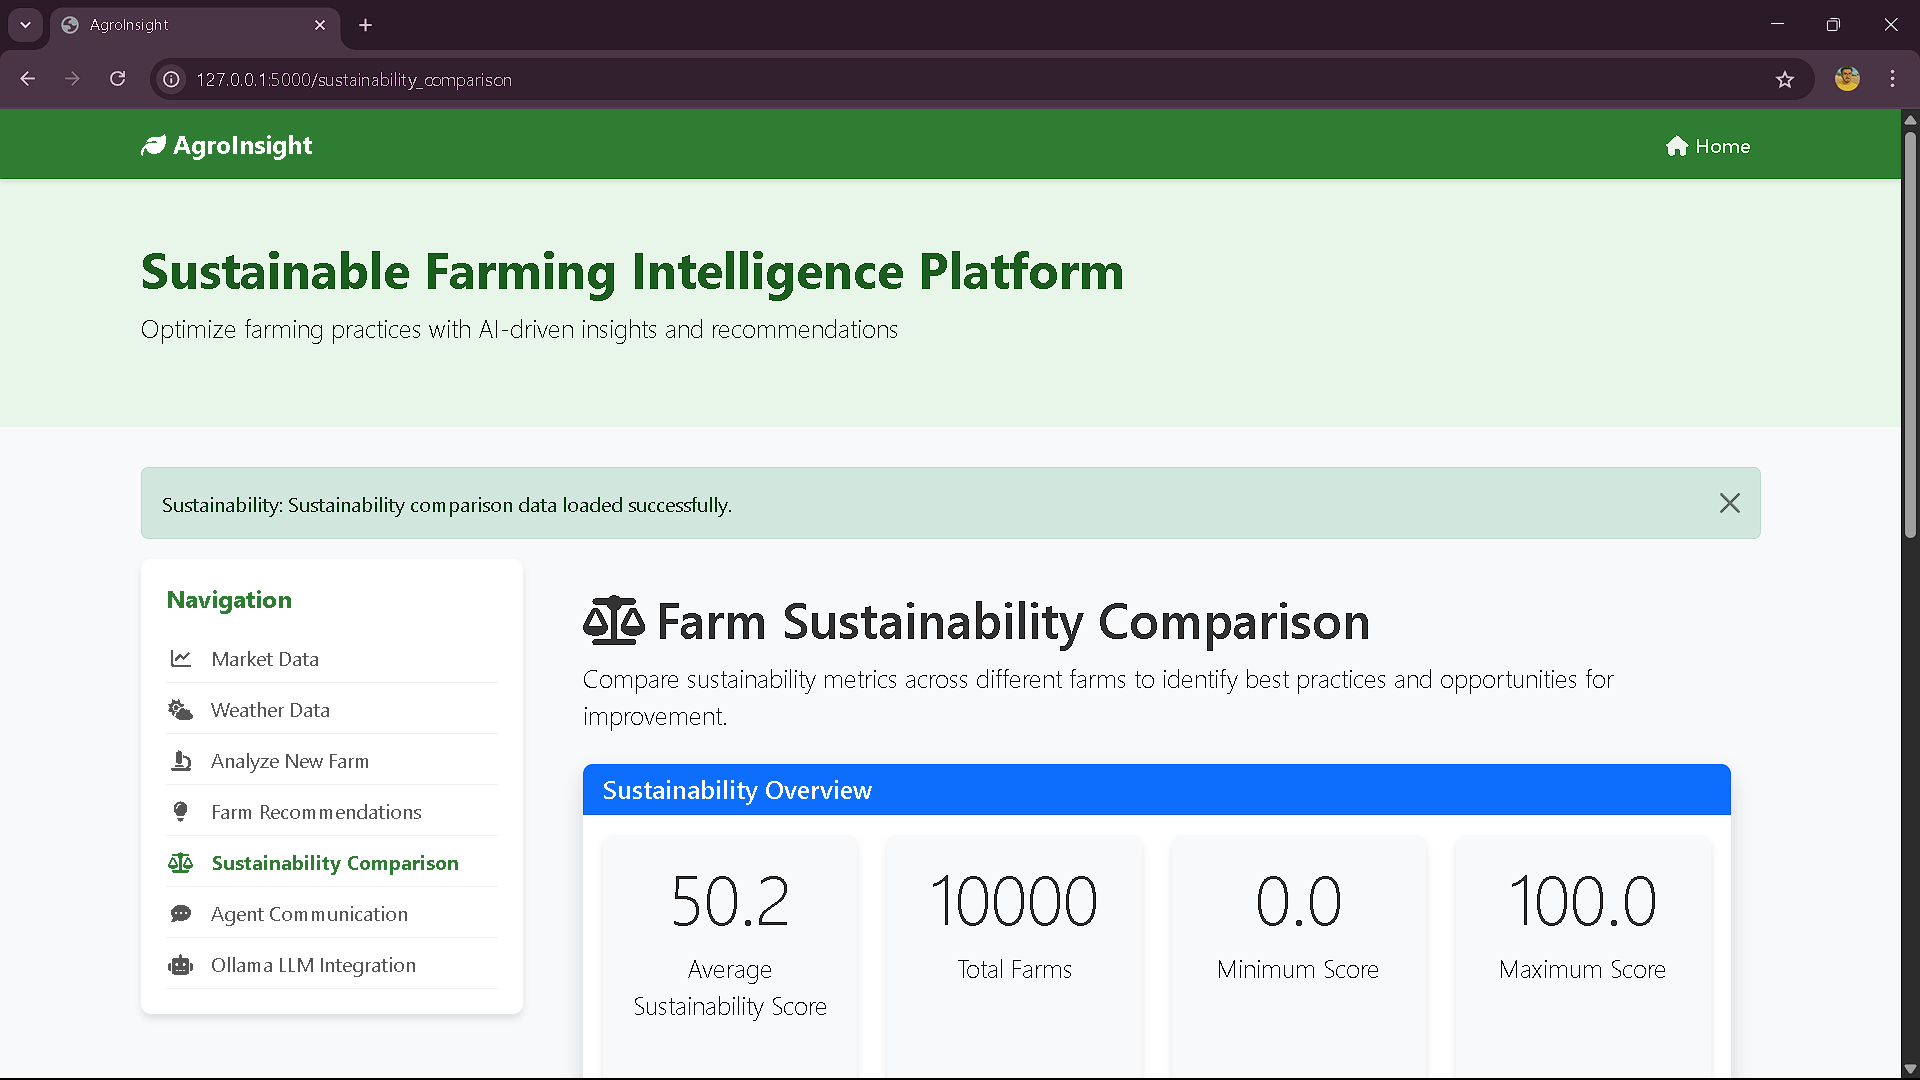 AgroInsight
127.0.0.1:5000/sustainability_comparison
AgroInsight
Home
Sustainable Farming Intelligence Platform
Optimize farming practices with AI-driven insights and recommendations
Sustainability: Sustainability comparison data loaded successfully.
Navigation
Market Data
Weather Data
Analyze New Farm
Farm Recommendations
Sustainability Comparison
Agent Communication
Ollama LLM Integration
Farm Sustainability Comparison
Compare sustainability metrics across different farms to identify best practices and opportunities for
improvement.
Sustainability Overview
50.2
Average
Sustainability Score
10000
Total Farms
0.0
Minimum Score
100.0
Maximum Score